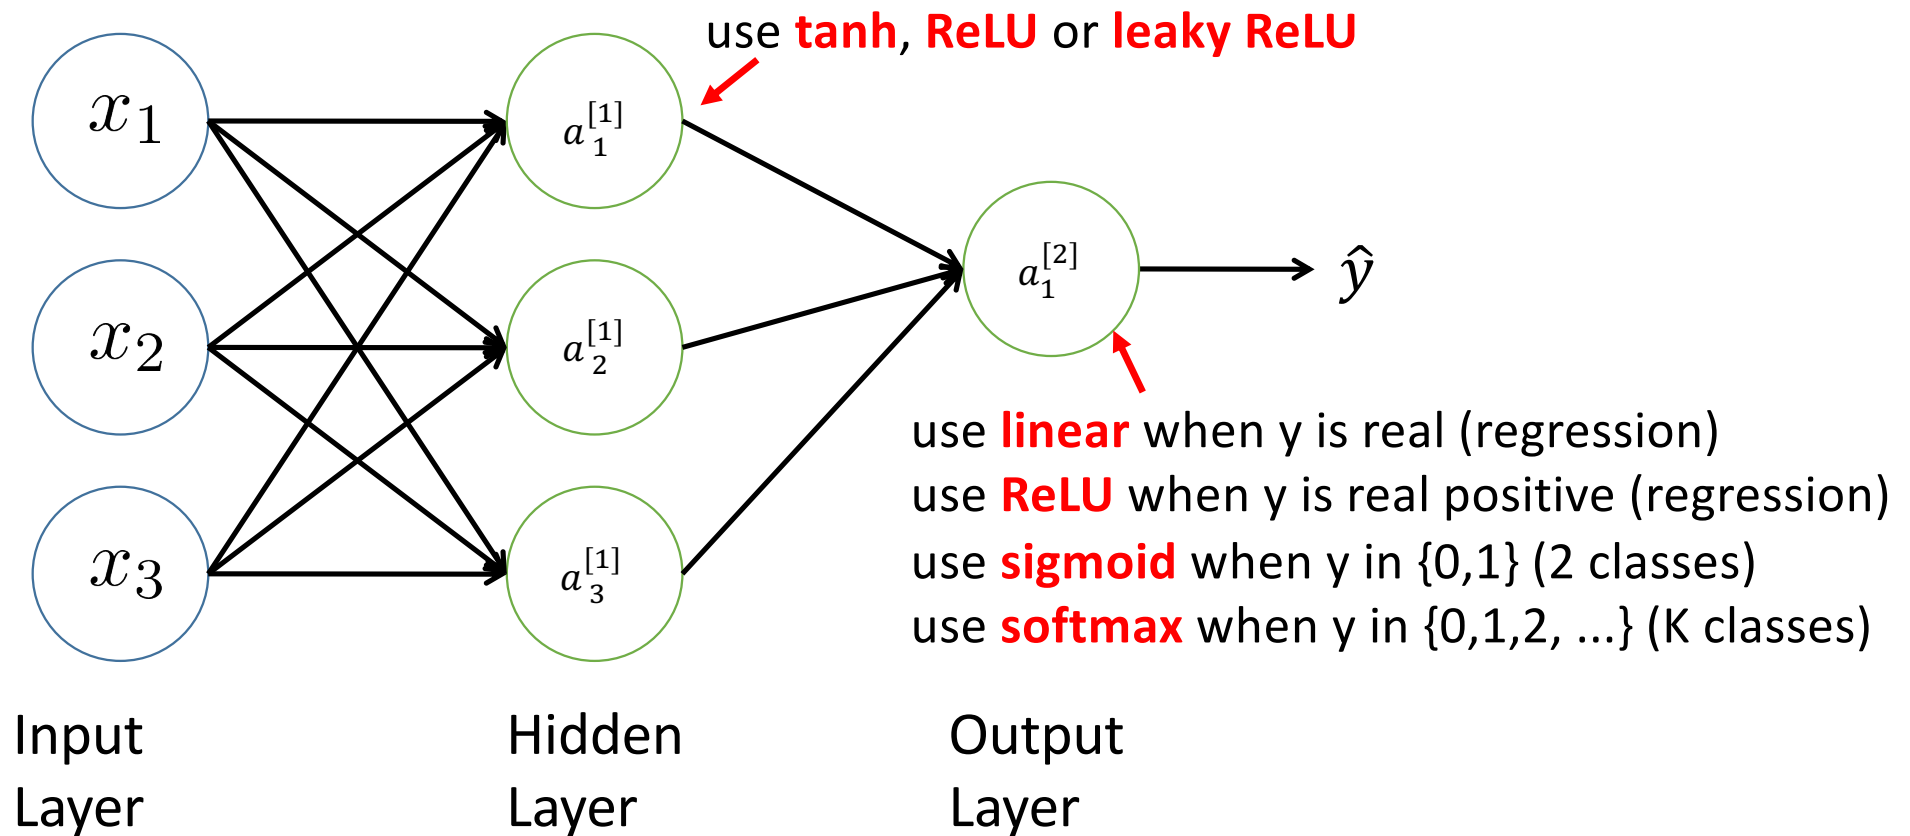 use tanh, ReLU or leaky ReLU
x₁
x₂
x₃
a₁^[1]
a₂^[1]
a₃^[1]
a₁^[2]
ŷ
use linear when y is real (regression)
use ReLU when y is real positive (regression)
use sigmoid when y in {0,1} (2 classes)
use softmax when y in {0,1,2, ...} (K classes)
Input
Layer
Hidden
Layer
Output
Layer